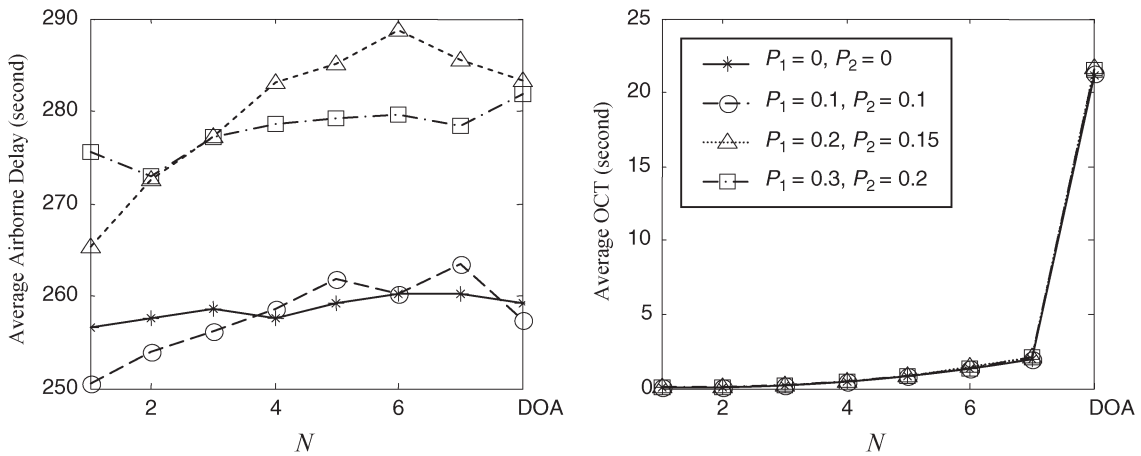 Average Airborne Delay (second)
290
280
270
260
250
2
4
6
DOA
N
Average OCT (second)
25
20
15
10
5
0
2
4
6
DOA
N
P1 = 0, P2 = 0
P1 = 0.1, P2 = 0.1
P1 = 0.2, P2 = 0.15
P1 = 0.3, P2 = 0.2